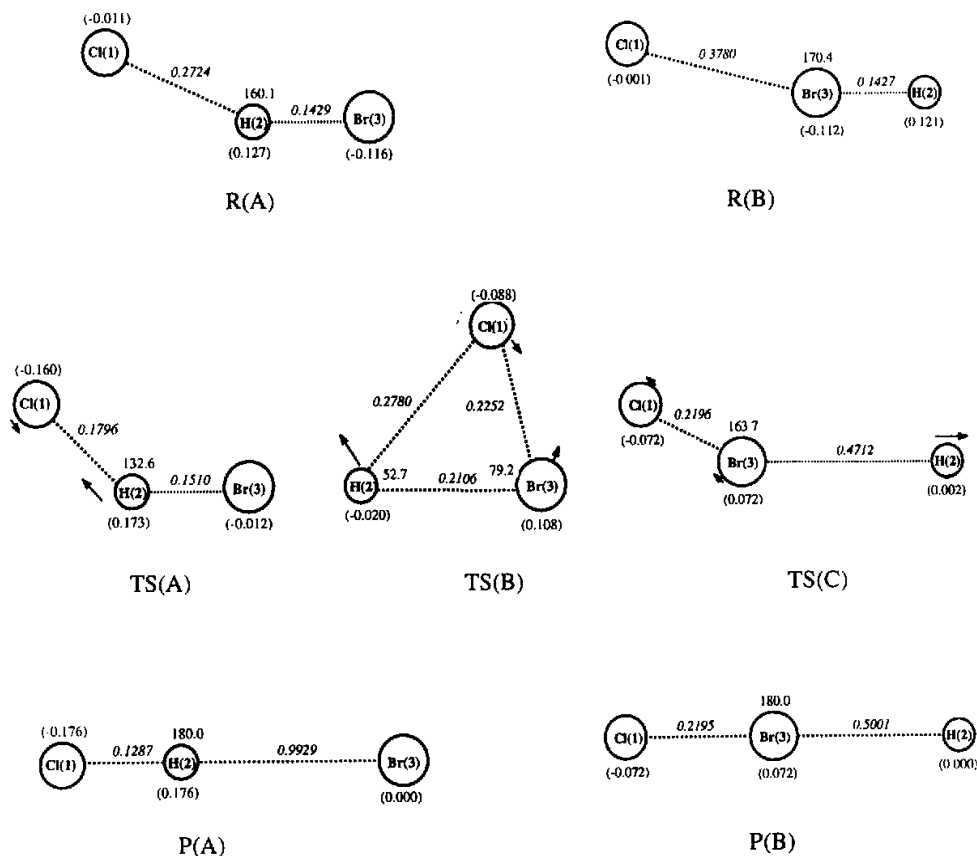 (-0.011)
Cl(1)
0.2724
160.1
H(2)
0.1429
Br(3)
(0.127)
(-0.116)
R(A)
Cl(1)
(-0.001)
0.3780
170.4
Br(3)
0.1427
H(2)
(-0.112)
(0.121)
R(B)
(-0.160)
Cl(1)
0.1796
132.6
H(2)
0.1510
Br(3)
(0.173)
(-0.012)
TS(A)
(-0.088)
Cl(1)
0.2780
0.2252
H(2)
52.7
0.2106
79.2
Br(3)
(-0.020)
(0.108)
TS(B)
Cl(1)
0.2196
(-0.072)
163.7
Br(3)
0.4712
H(2)
(0.072)
(0.002)
TS(C)
(-0.176)
Cl(1)
0.1287
180.0
H(2)
0.9929
Br(3)
(0.176)
(0.000)
P(A)
180.0
Cl(1)
0.2195
Br(3)
0.5001
H(2)
(-0.072)
(0.072)
(0.000)
P(B)